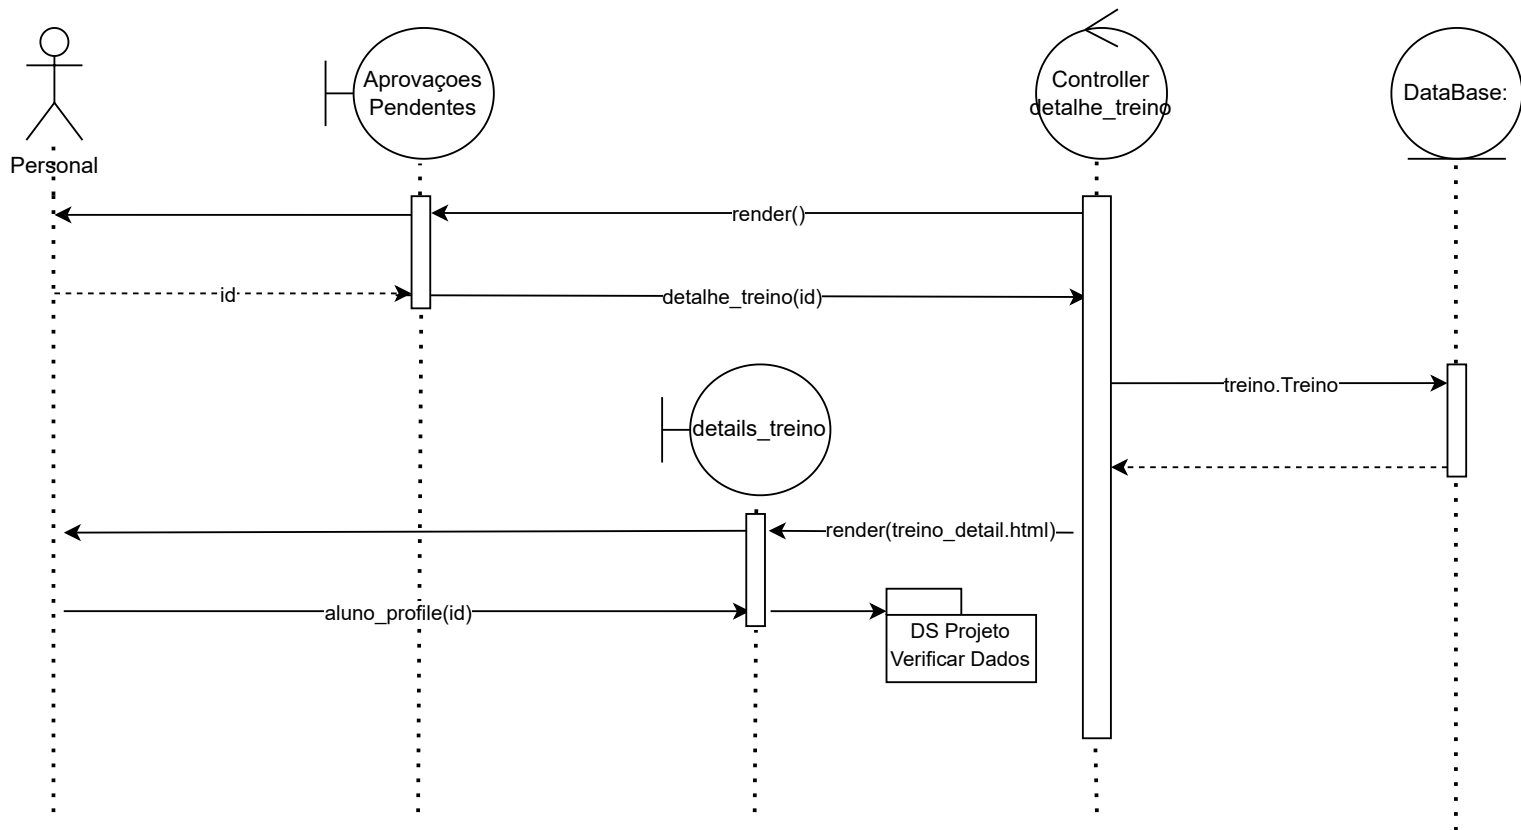 Aprovaçoes
Pendentes
Controller
detalhe_treino
DataBase:
Personal
render()
id
detalhe_treino(id)
treino.Treino
details_treino
render(treino_detail.html)
aluno_profile(id)
DS Projeto
Verificar Dados